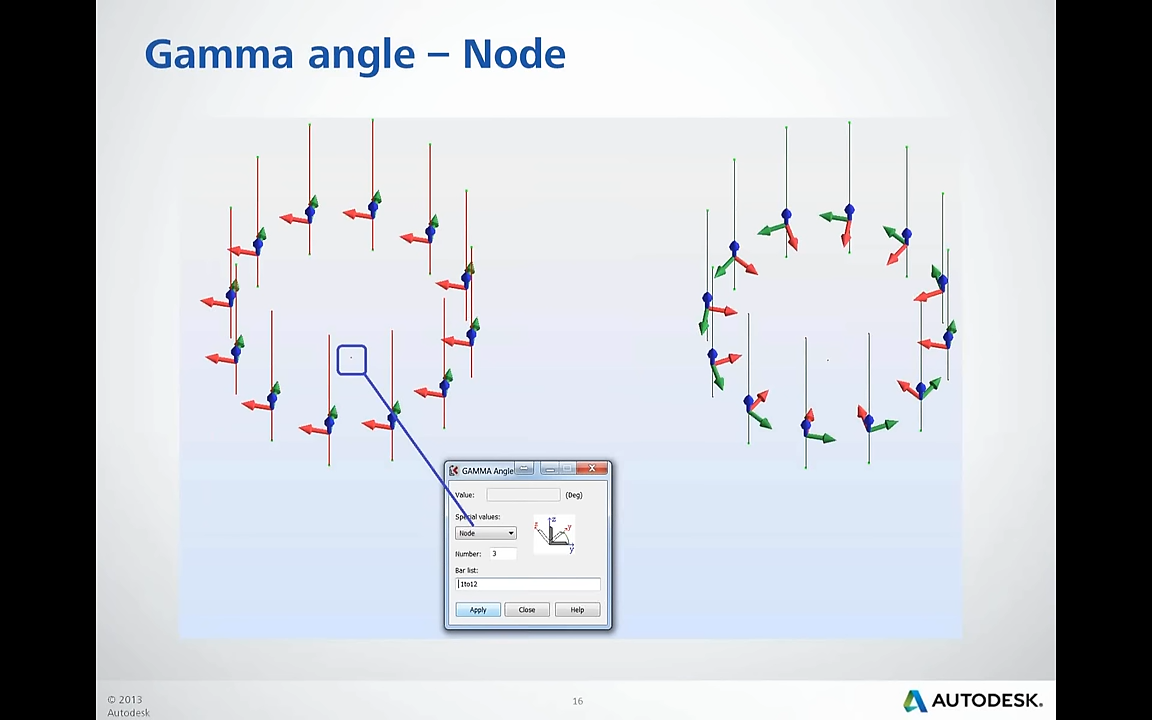 Gamma angle – Node
GAMMA Angle
Value:
(Deg)
Special values:
Node
Number: 3
Bar list:
1to12
Apply Close Help
z
y
y
© 2013
Autodesk
16
AUTODESK.